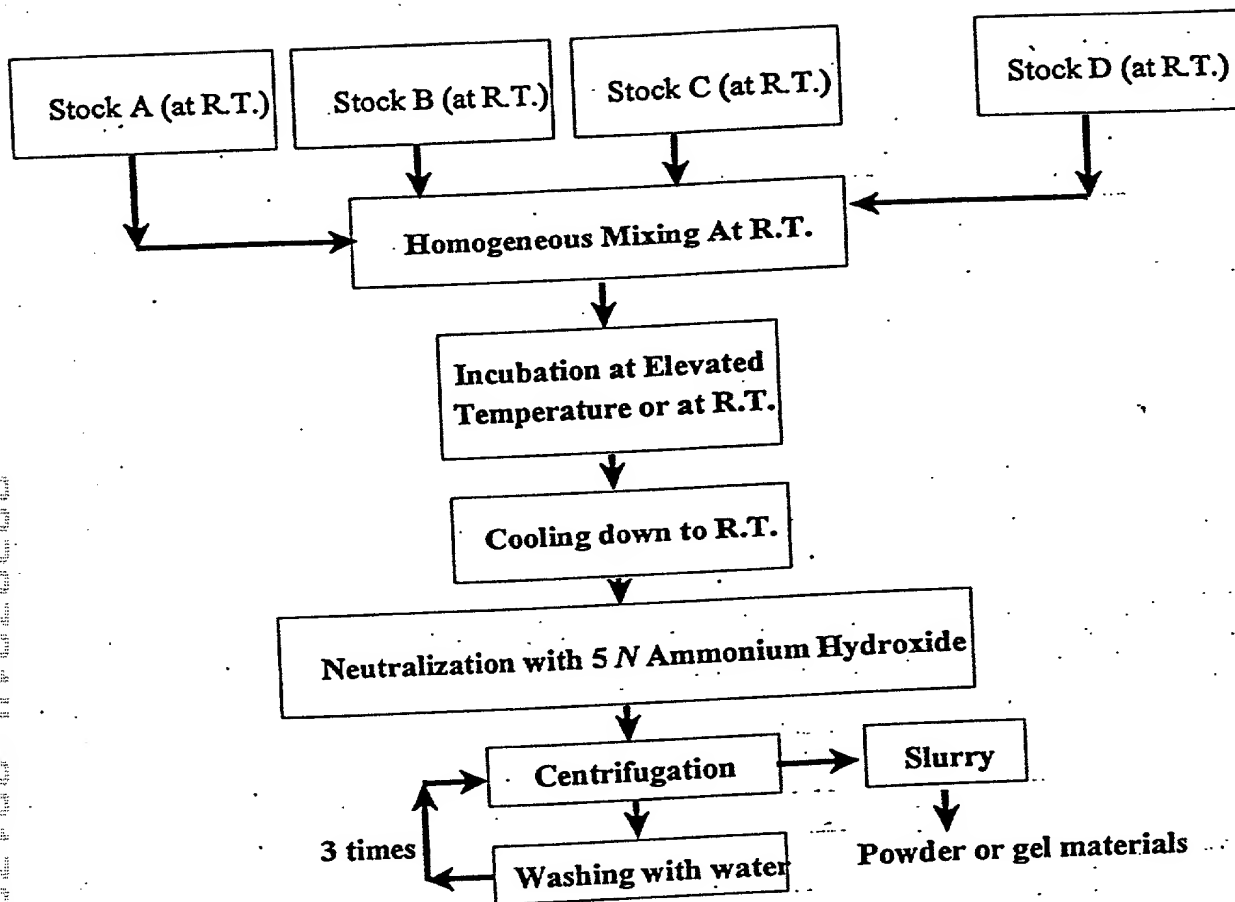 Stock A (at R.T.)
Stock B (at R.T.)
Stock C (at R.T.)
Stock D (at R.T.)
Homogeneous Mixing At R.T.
Incubation at Elevated
Temperature or at R.T.
Cooling down to R.T.
Neutralization with 5 N Ammonium Hydroxide
Centrifugation
Slurry
3 times
Washing with water
Powder or gel materials